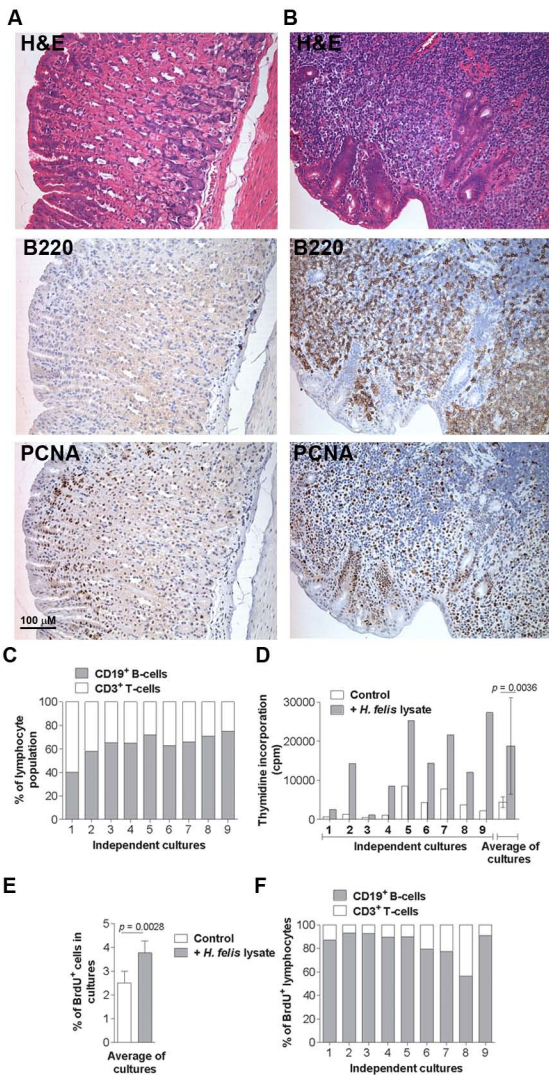 A
B
H&E
H&E
B220
B220
PCNA
PCNA
100 µM
C
CD19+ B-cells
CD3+ T-cells
% of lymphocyte
population
100
80
60
40
20
0
1 2 3 4 5 6 7 8 9
Independent cultures
D
Control
+ H. felis lysate
p = 0.0036
Thymidine incorporation
(cpm)
30000
20000
10000
0
1 2 3 4 5 6 7 8 9
Independent cultures
Average of
cultures
E
p = 0.0028
Control
+ H. felis lysate
% of BrdU+ cells in
cultures
5
4
3
2
1
0
Average of
cultures
F
CD19+ B-cells
CD3+ T-cells
% of BrdU+ lymphocytes
100
80
60
40
20
0
1 2 3 4 5 6 7 8 9
Independent cultures